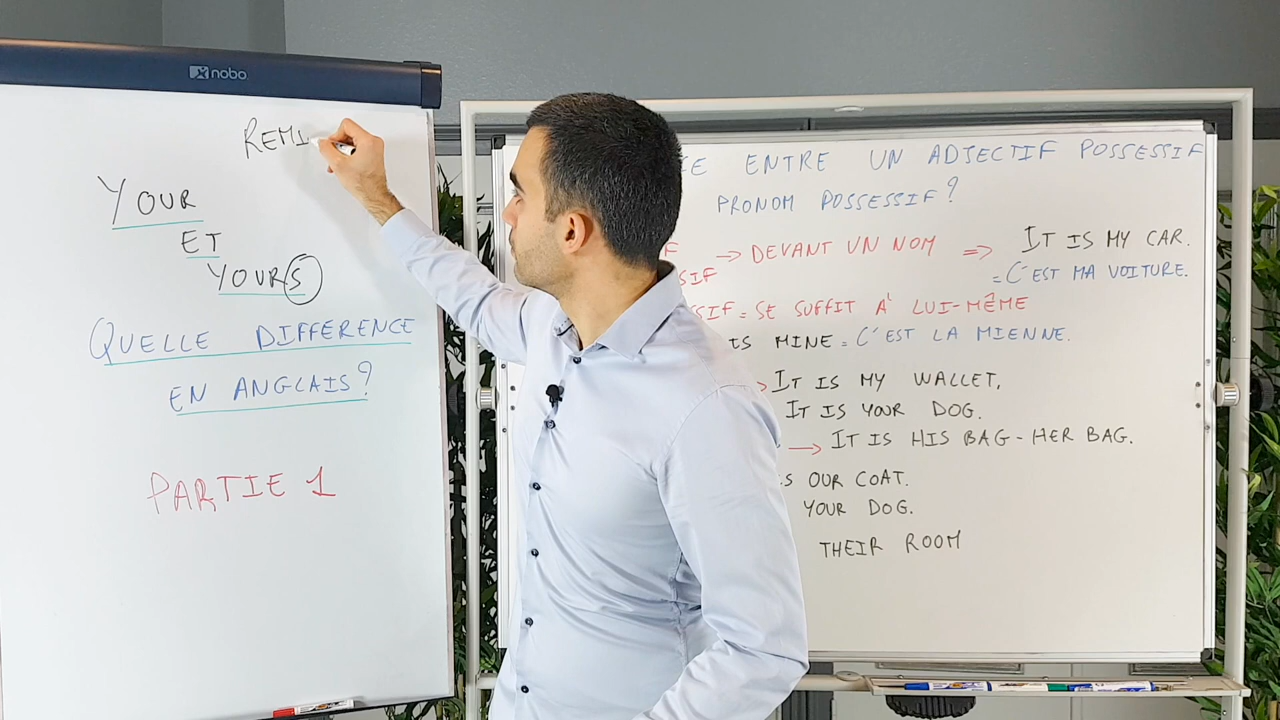 nobo
REMI
YOUR
ET
YOURS
QUELLE DIFFERENCE
EN ANGLAIS?
PARTIE 1
ENTRE UN ADJECTIF POSSESSIF
PRONOM POSSESSIF?
→ DEVANT UN NOM => IT IS MY CAR.
= C'EST MA VOITURE.
= SE SUFFIT À LUI-MÊME
IS MINE = C'EST LA MIENNE.
→ IT IS MY WALLET.
IT IS YOUR DOG.
→ IT IS HIS BAG - HER BAG.
OUR COAT.
YOUR DOG.
THEIR ROOM